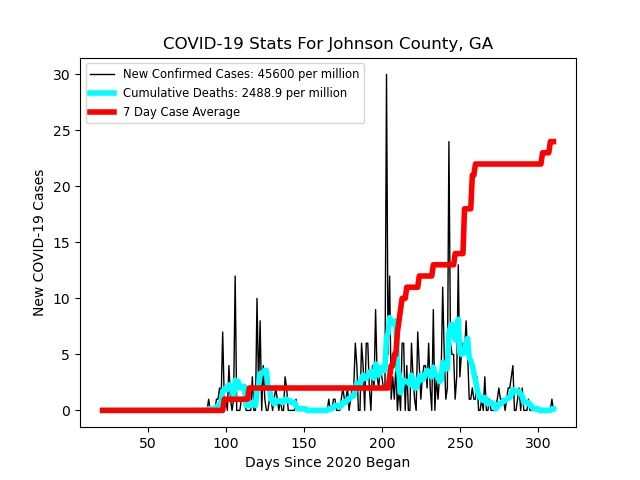 COVID-19 Stats For Johnson County, GA
New Confirmed Cases: 45600 per million
Cumulative Deaths: 2488.9 per million
7 Day Case Average
New COVID-19 Cases
30
25
20
15
10
5
0
50 100 150 200 250 300
Days Since 2020 Began